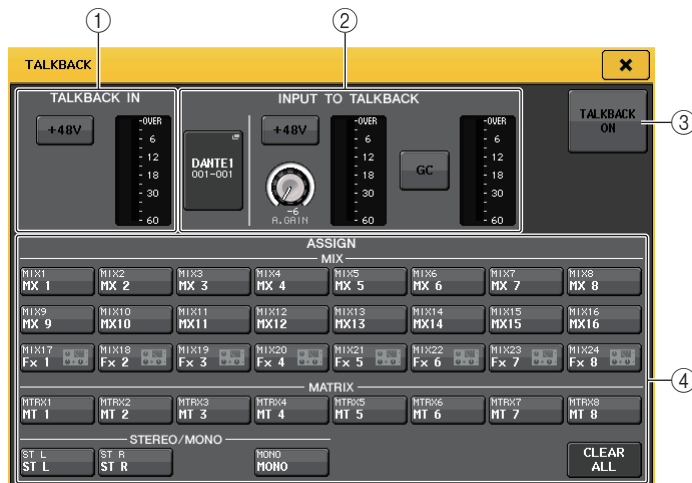 ① ②
TALKBACK ×
TALKBACK IN
INPUT TO TALKBACK
TALKBACK ON ③
+48V
OVER 6 12 18 30 60
DANTE1 001-001
+48V
-6
A.GAIN
OVER 6 12 18 30 60
GC
OVER 6 12 18 30 60
ASSIGN
MIX
MIX1 MIX2 MIX3 MIX4 MIX5 MIX6 MIX7 MIX8
MX 1 MX 2 MX 3 MX 4 MX 5 MX 6 MX 7 MX 8
MIX9 MIX10 MIX11 MIX12 MIX13 MIX14 MIX15 MIX16
MX 9 MX10 MX11 MX12 MX13 MX14 MX15 MX16
MIX17 MIX18 MIX19 MIX20 MIX21 MIX22 MIX23 MIX24
Fx 1 Fx 2 Fx 3 Fx 4 Fx 5 Fx 6 Fx 7 Fx 8
④
MATRIX
MTRX1 MTRX2 MTRX3 MTRX4 MTRX5 MTRX6 MTRX7 MTRX8
MT 1 MT 2 MT 3 MT 4 MT 5 MT 6 MT 7 MT 8
STEREO/MONO
ST L ST R MONO
ST L ST R MONO
CLEAR ALL